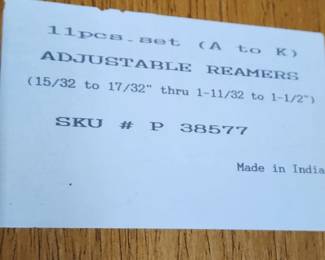 11pcs.set (A to K)
ADJUSTABLE REAMERS
(15/32 to 17/32" thru 1-11/32 to 1-1/2")
SKU # P 38577
Made in India